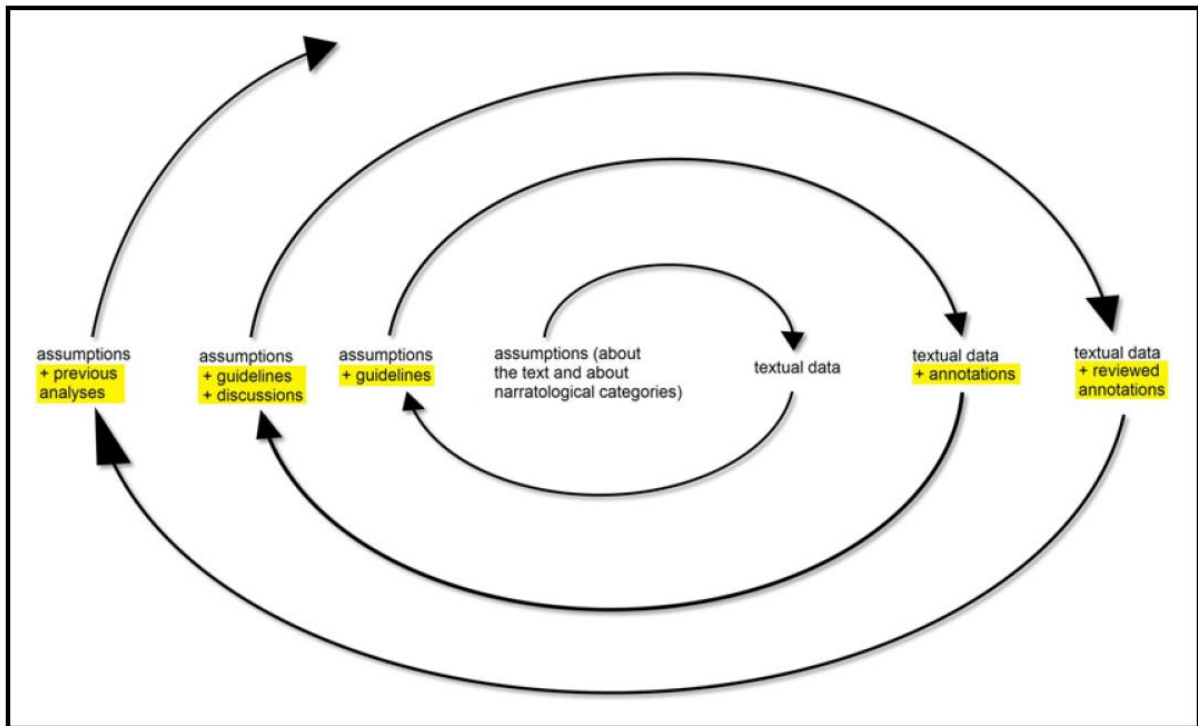 assumptions
+ previous
analyses
assumptions
+ guidelines
+ discussions
assumptions
+ guidelines
assumptions (about
the text and about
narratological categories)
textual data
textual data
+ annotations
textual data
+ reviewed
annotations